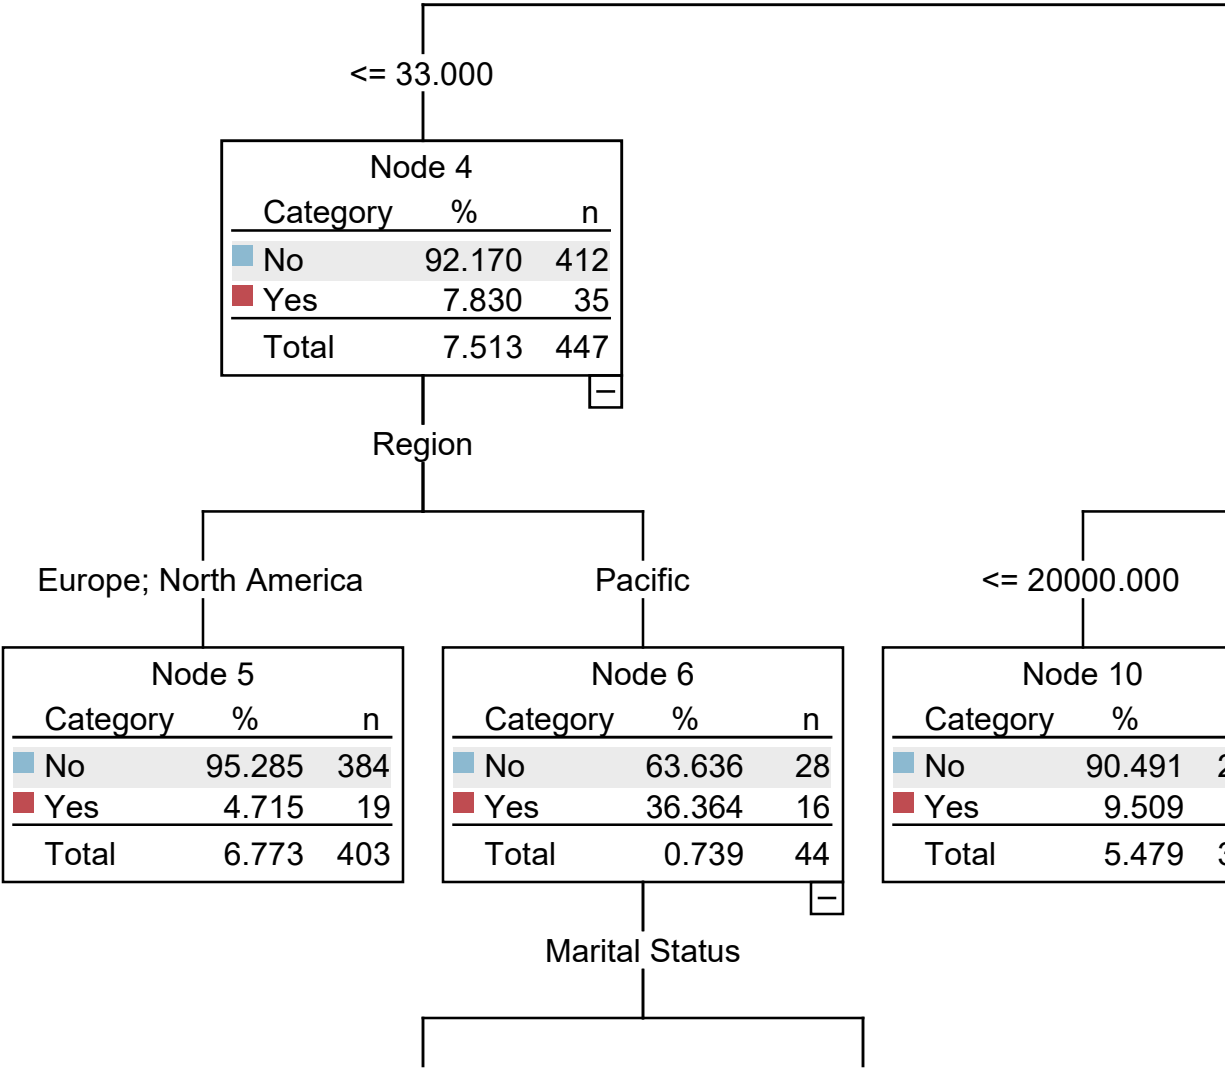 <= 33.000
Node 4
Category % n
No 92.170 412
Yes 7.830 35
Total 7.513 447
Region
Europe; North America
Pacific
<= 20000.000
Node 5
Category % n
No 95.285 384
Yes 4.715 19
Total 6.773 403
Node 6
Category % n
No 63.636 28
Yes 36.364 16
Total 0.739 44
Node 10
Category %
No 90.491
Yes 9.509
Total 5.479
Marital Status